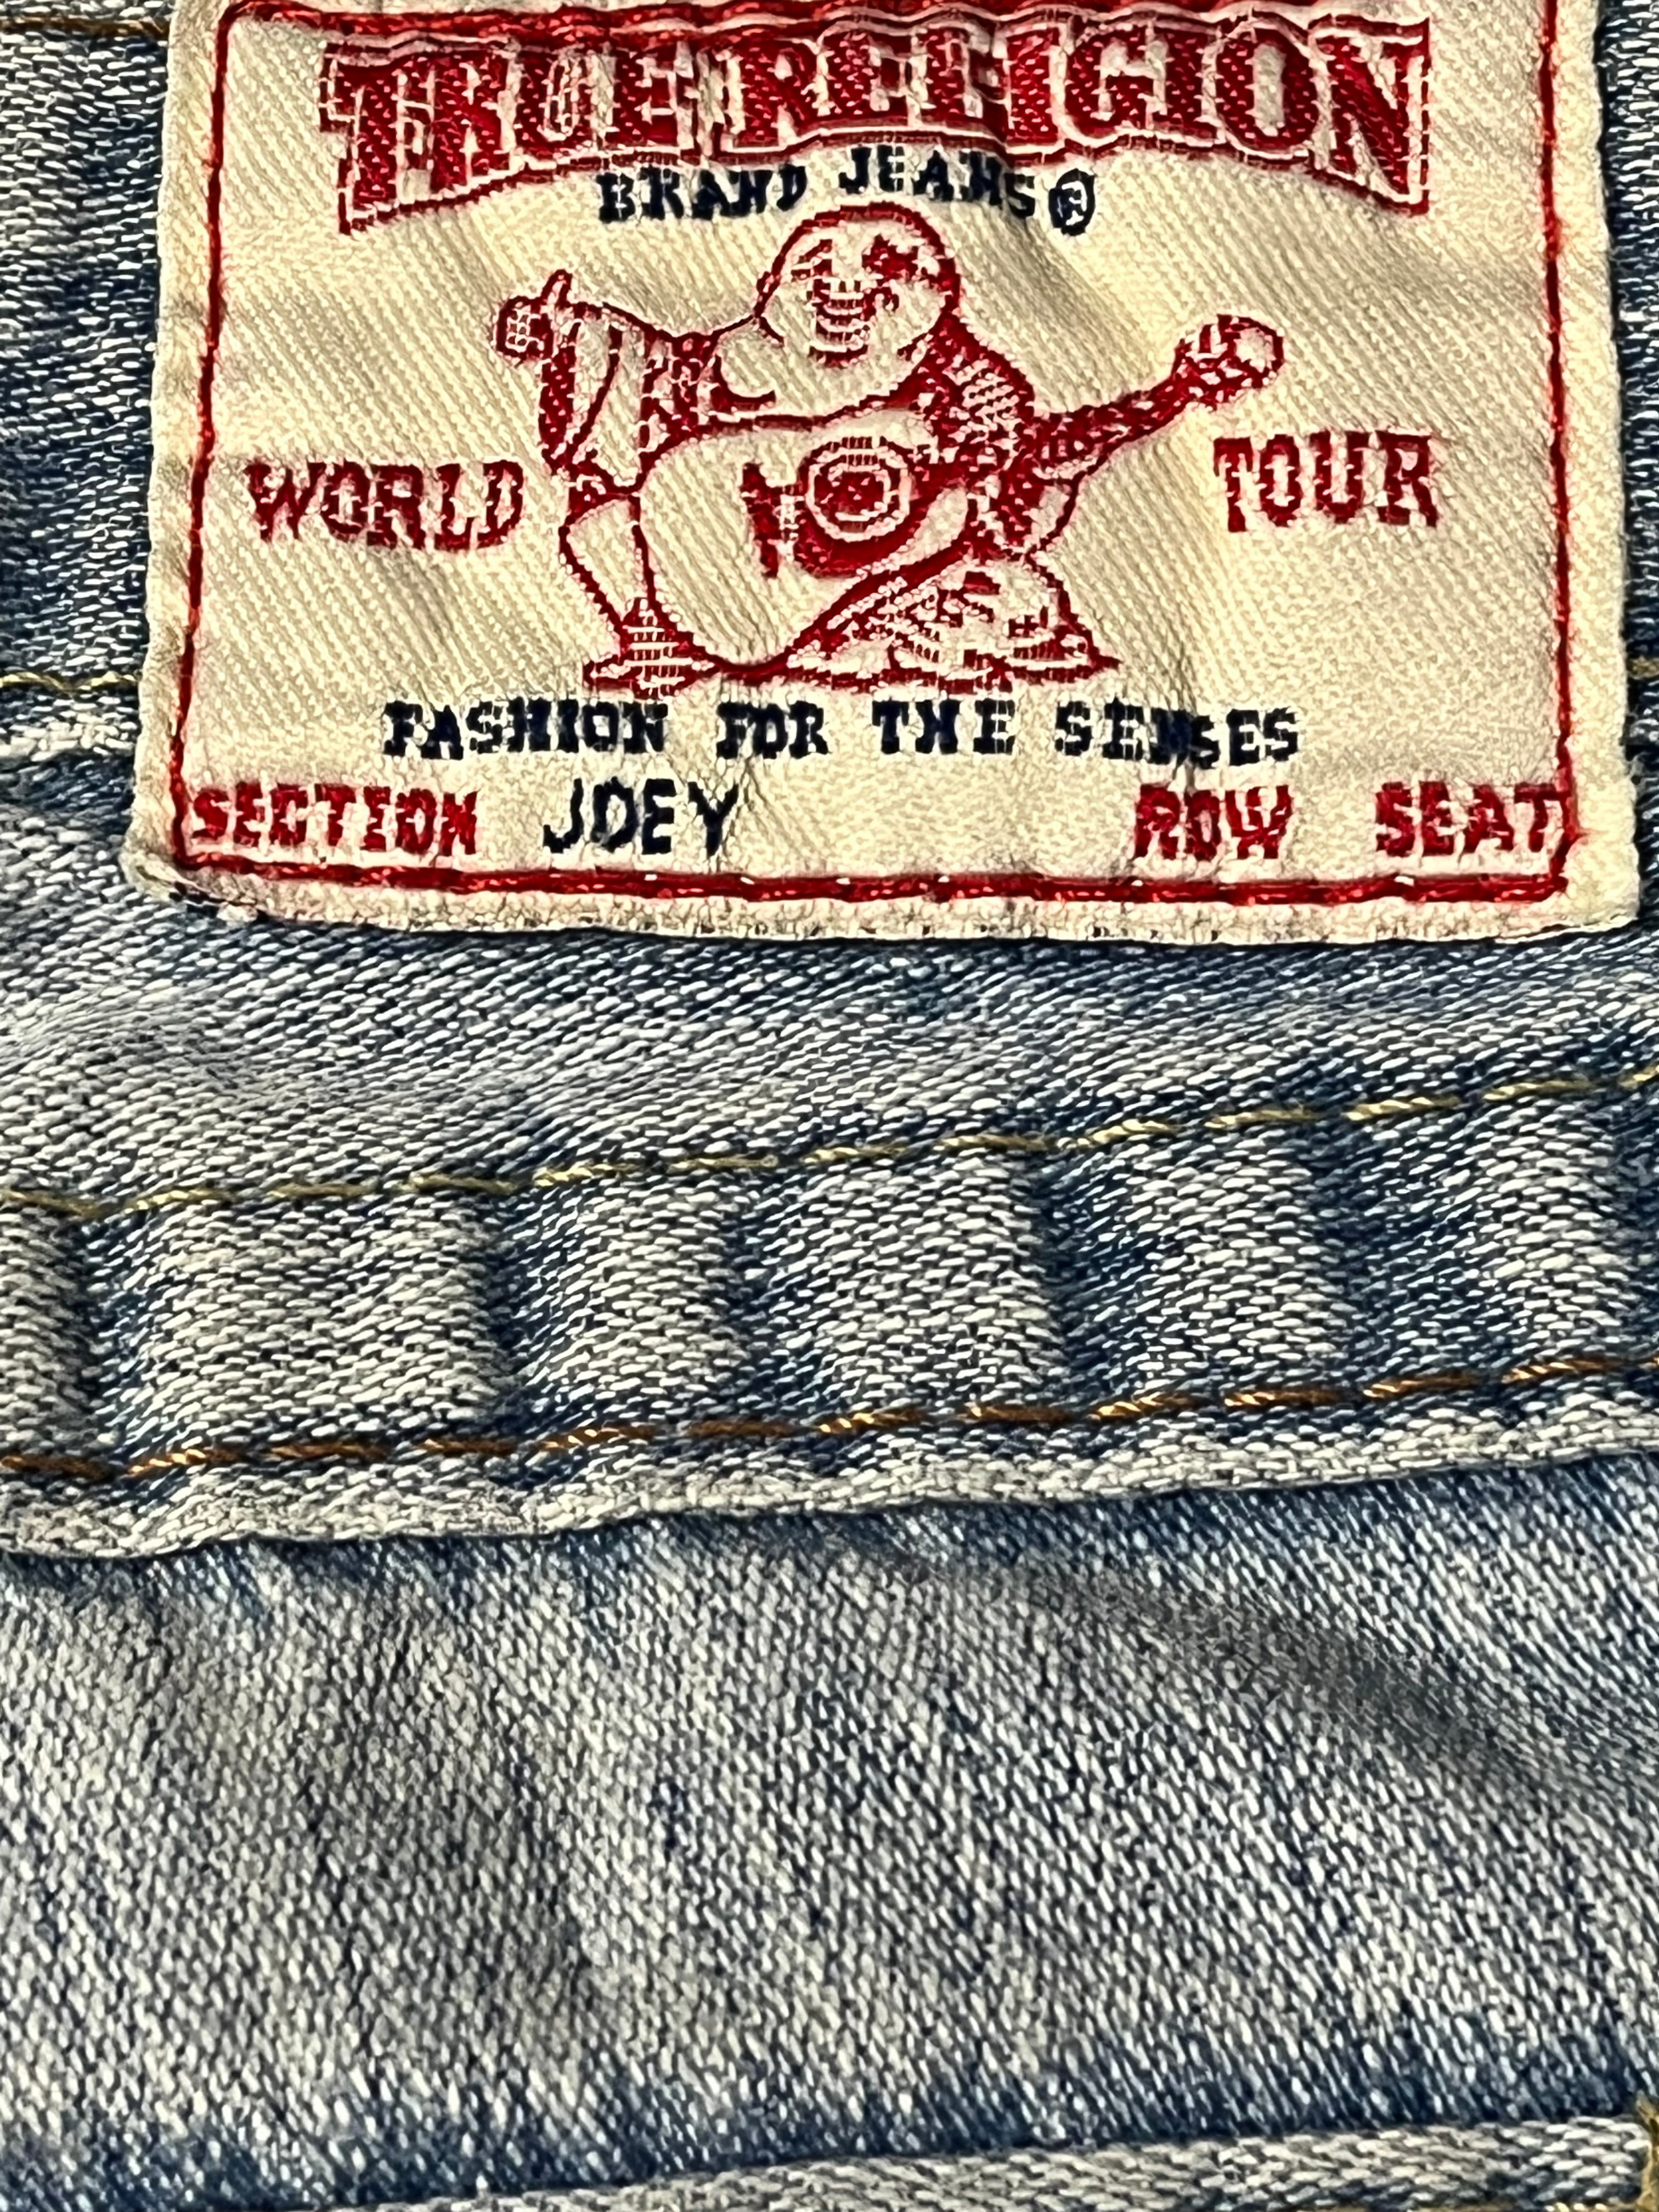 TRUE RELIGION
BRAND JEANS®
WORLD TOUR
FASHION FOR THE SENSES
SECTION JOEY ROW SEAT